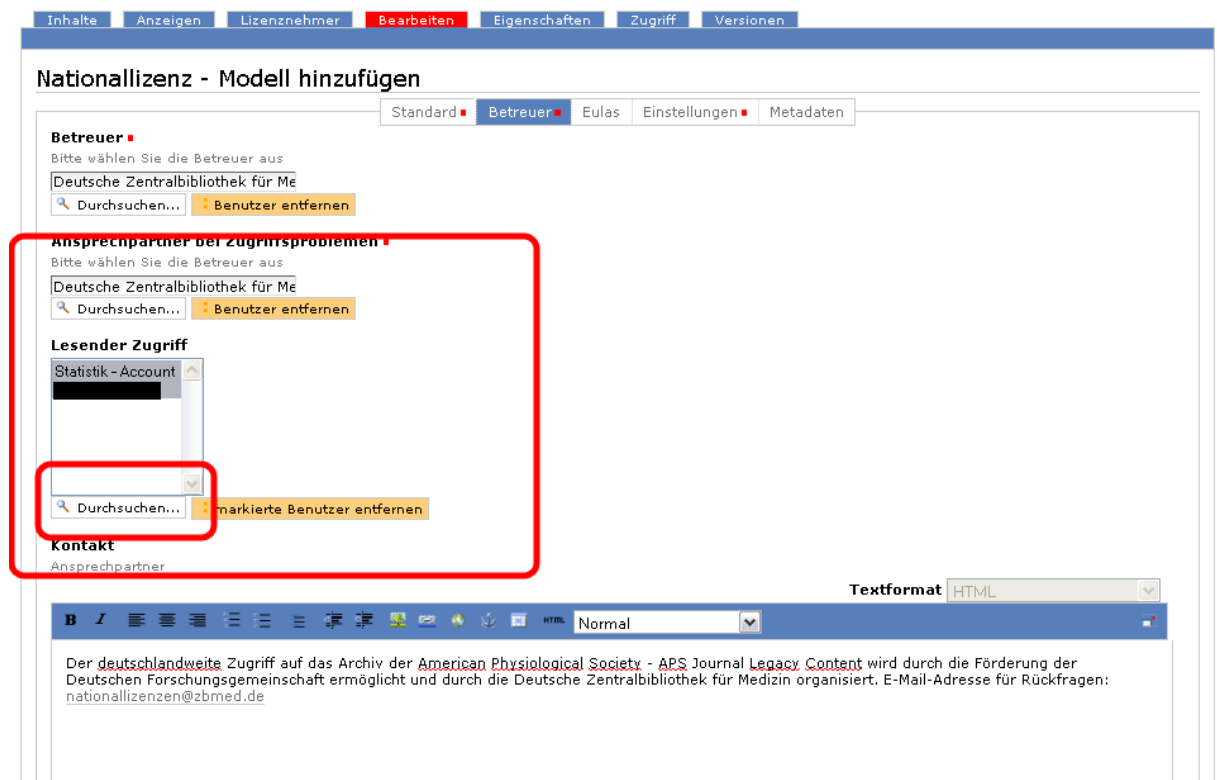 Inhalte Anzeigen Lizenznehmer Bearbeiten Eigenschaften Zugriff Versionen
Nationallizenz - Modell hinzufügen
Standard Betreuer Eulas Einstellungen Metadaten
Betreuer
Bitte wählen Sie die Betreuer aus
Deutsche Zentralbibliothek für Me
Durchsuchen... Benutzer entfernen
Ansprechpartner bei Zugriffsproblemen
Bitte wählen Sie die Betreuer aus
Deutsche Zentralbibliothek für Me
Durchsuchen... Benutzer entfernen
Lesender Zugriff
Statistik - Account
Durchsuchen... markierte Benutzer entfernen
Kontakt
Ansprechpartner
Textformat HTML
B I HTML Normal
Der deutschlandweite Zugriff auf das Archiv der American Physiological Society - APS Journal Legacy Content wird durch die Förderung der
Deutschen Forschungsgemeinschaft ermöglicht und durch die Deutsche Zentralbibliothek für Medizin organisiert. E-Mail-Adresse für Rückfragen:
nationallizenzen@zbmed.de